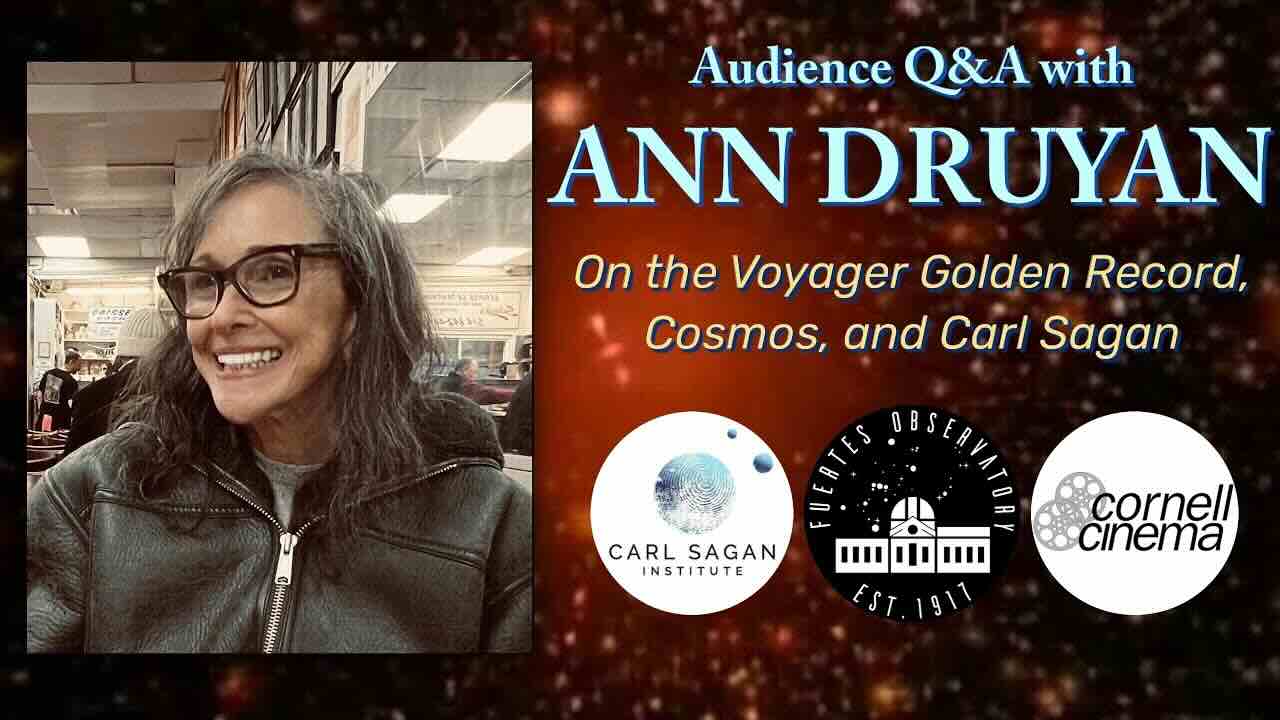 Audience Q&A with
ANN DRUYAN
On the Voyager Golden Record,
Cosmos, and Carl Sagan
CARL SAGAN
INSTITUTE
FUERTES OBSERVATORY
EST. 1917
cornell
cinema